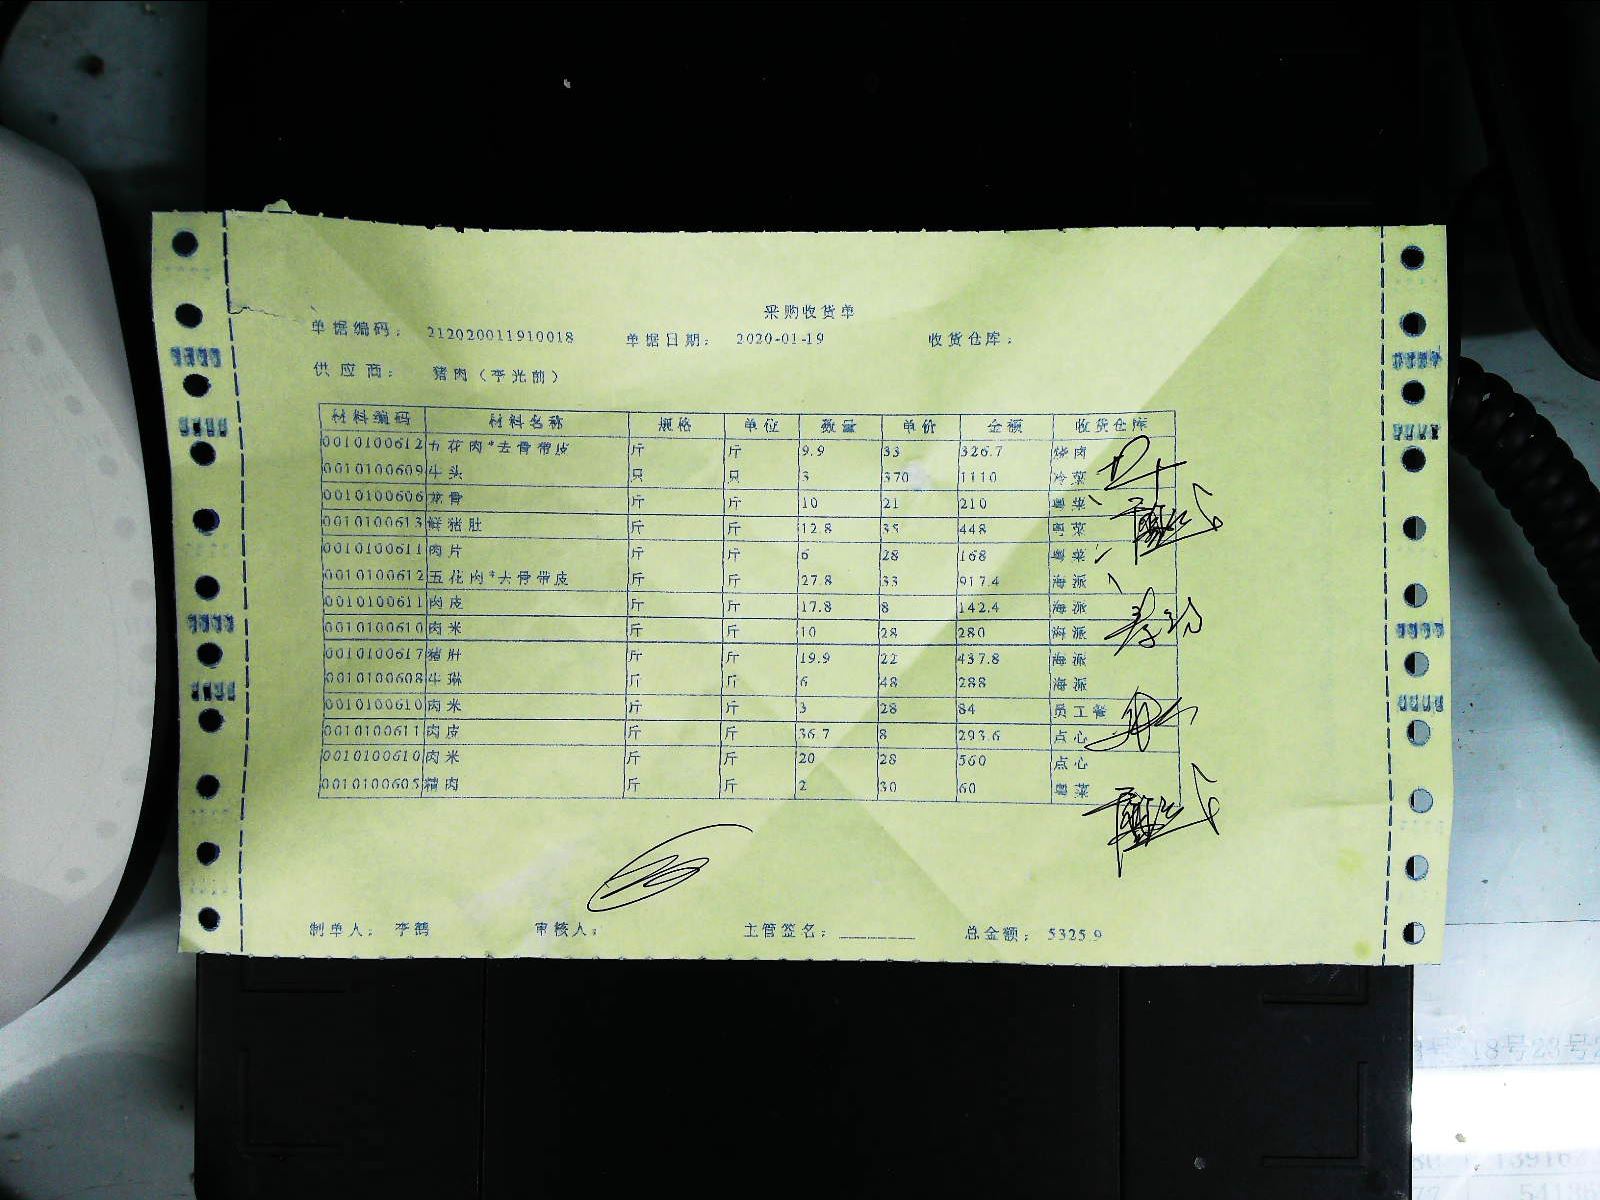 采购收货单
单据编码： 212020011910018 单据日期： 2020-01-19 收货仓库：
供应商： 猪肉（李光前）
材料编码 材料名称 规格 单位 数量 单价 金额 收货仓库
0010100612 五花肉*去骨带皮 斤 斤 9.9 33 326.7 烧肉
0010100609 牛头 只 只 3 370 1110 冷菜
0010100606 龙骨 斤 斤 10 21 210 粤菜
0010100613 鲜猪肚 斤 斤 12.8 35 448 粤菜
0010100611 肉片 斤 斤 6 28 168 粤菜
0010100612 五花肉*去骨带皮 斤 斤 27.8 33 917.4 海派
0010100611 肉皮 斤 斤 17.8 8 142.4 海派
0010100610 肉米 斤 斤 10 28 280 海派
0010100617 猪肚 斤 斤 19.9 22 437.8 海派
0010100608 牛琳 斤 斤 6 48 288 海派
0010100610 肉米 斤 斤 3 28 84 员工餐
0010100611 肉皮 斤 斤 36.7 8 293.6 点心
0010100610 肉米 斤 斤 20 28 560 点心
0010100605 精肉 斤 斤 2 30 60 粤菜
制单人： 李鹤 审核人： 主管签名： 总金额： 5325.9